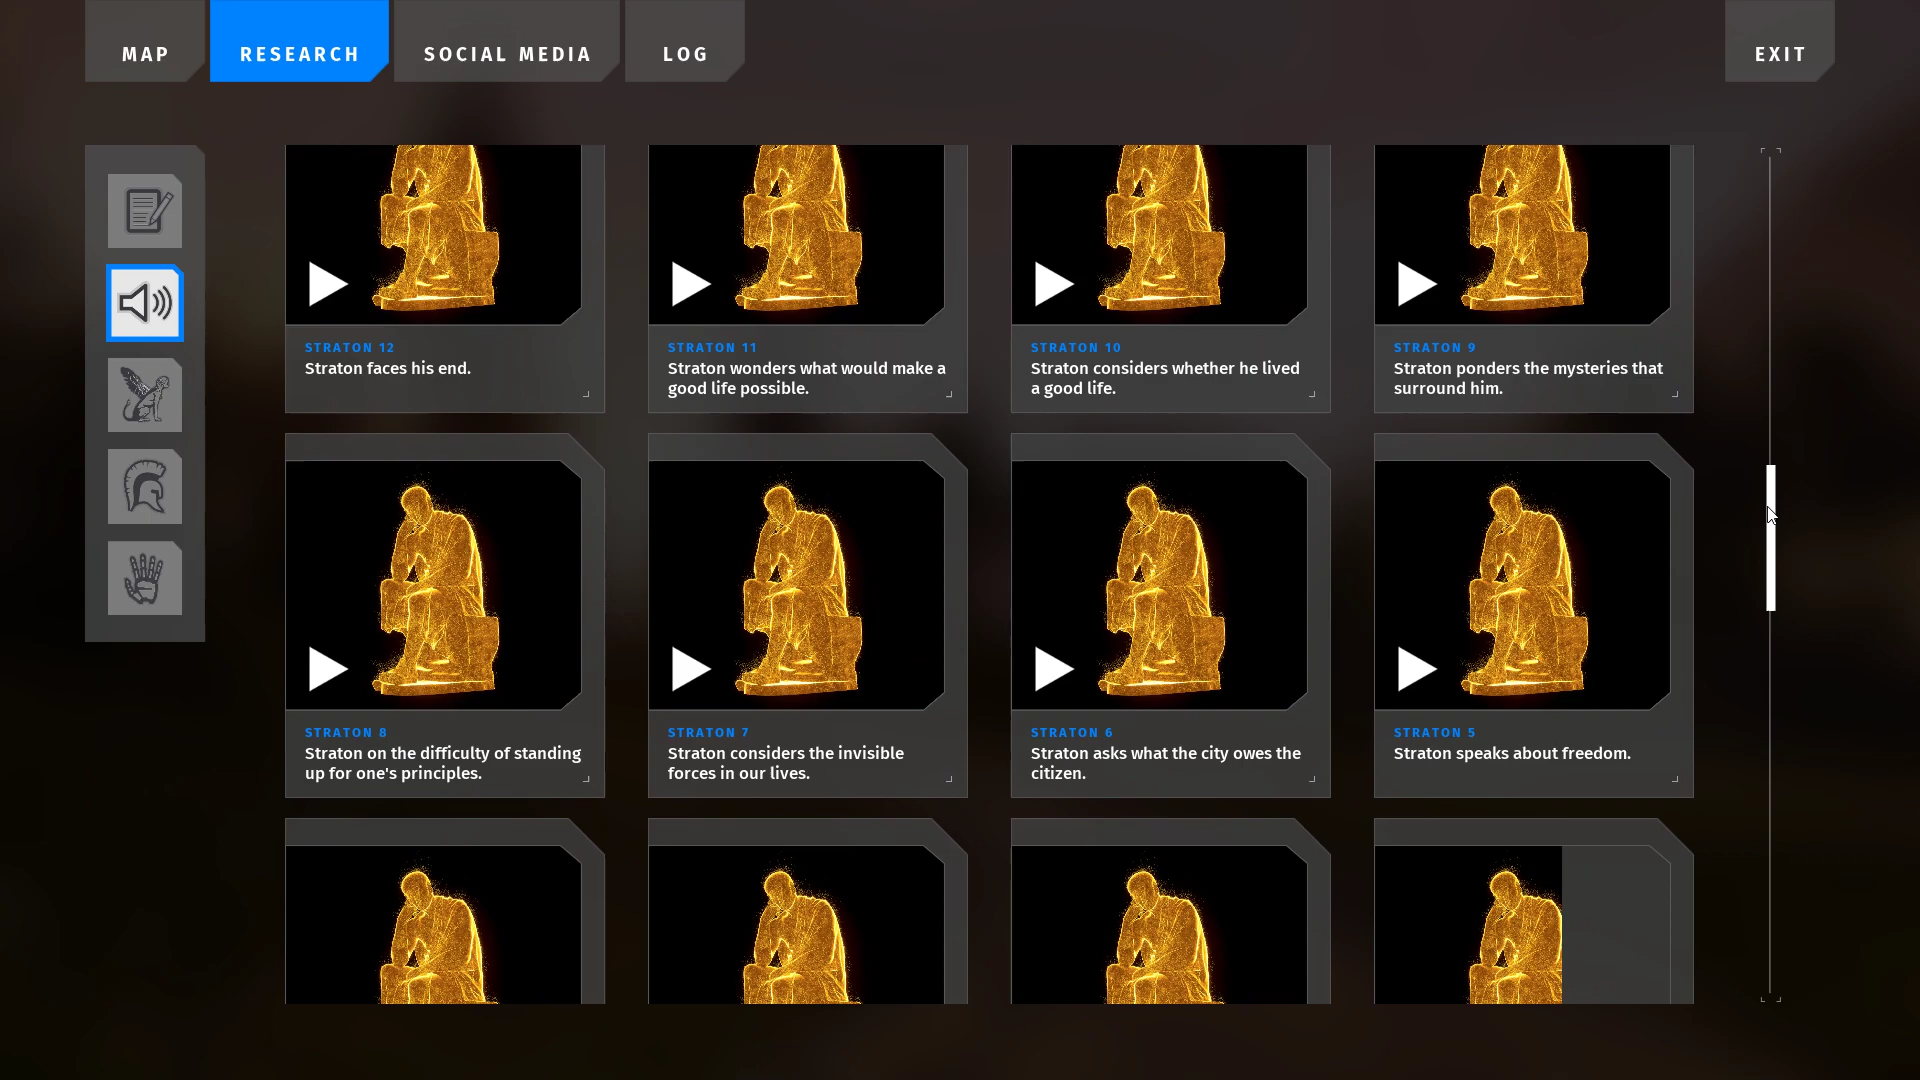 MAP
RESEARCH
SOCIAL MEDIA
LOG
EXIT
STRATON 12
Straton faces his end.
STRATON 11
Straton wonders what would make a
good life possible.
STRATON 10
Straton considers whether he lived
a good life.
STRATON 9
Straton ponders the mysteries that
surround him.
STRATON 8
Straton on the difficulty of standing
up for one's principles.
STRATON 7
Straton considers the invisible
forces in our lives.
STRATON 6
Straton asks what the city owes the
citizen.
STRATON 5
Straton speaks about freedom.